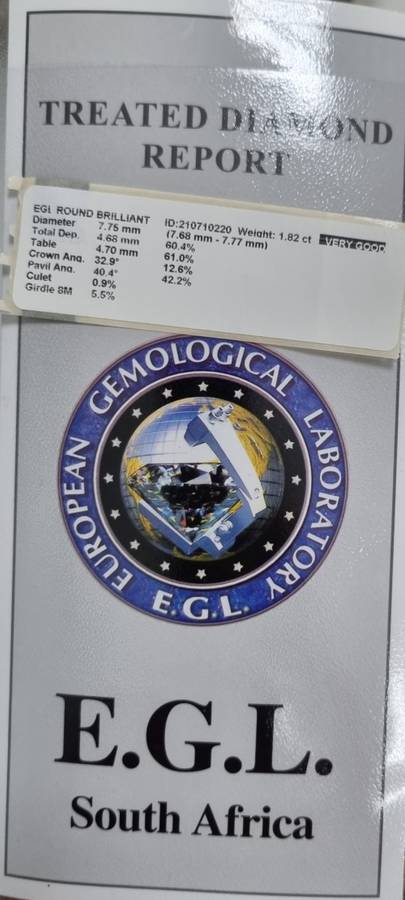 TREATED DIAMOND
REPORT
EGL ROUND BRILLIANT ID:210710220 Weight: 1.82 ct VERY GOOD
Diameter 7.75 mm (7.68 mm - 7.77 mm)
Total Dep. 4.68 mm 60.4%
Table 4.70 mm 61.0%
Crown Ang. 32.9° 12.6%
Pavil Ang. 40.4° 42.2%
Culet 0.9%
Girdle SM 5.5%
EUROPEAN GEMOLOGICAL LABORATORY
E.G.L.
E.G.L.
South Africa